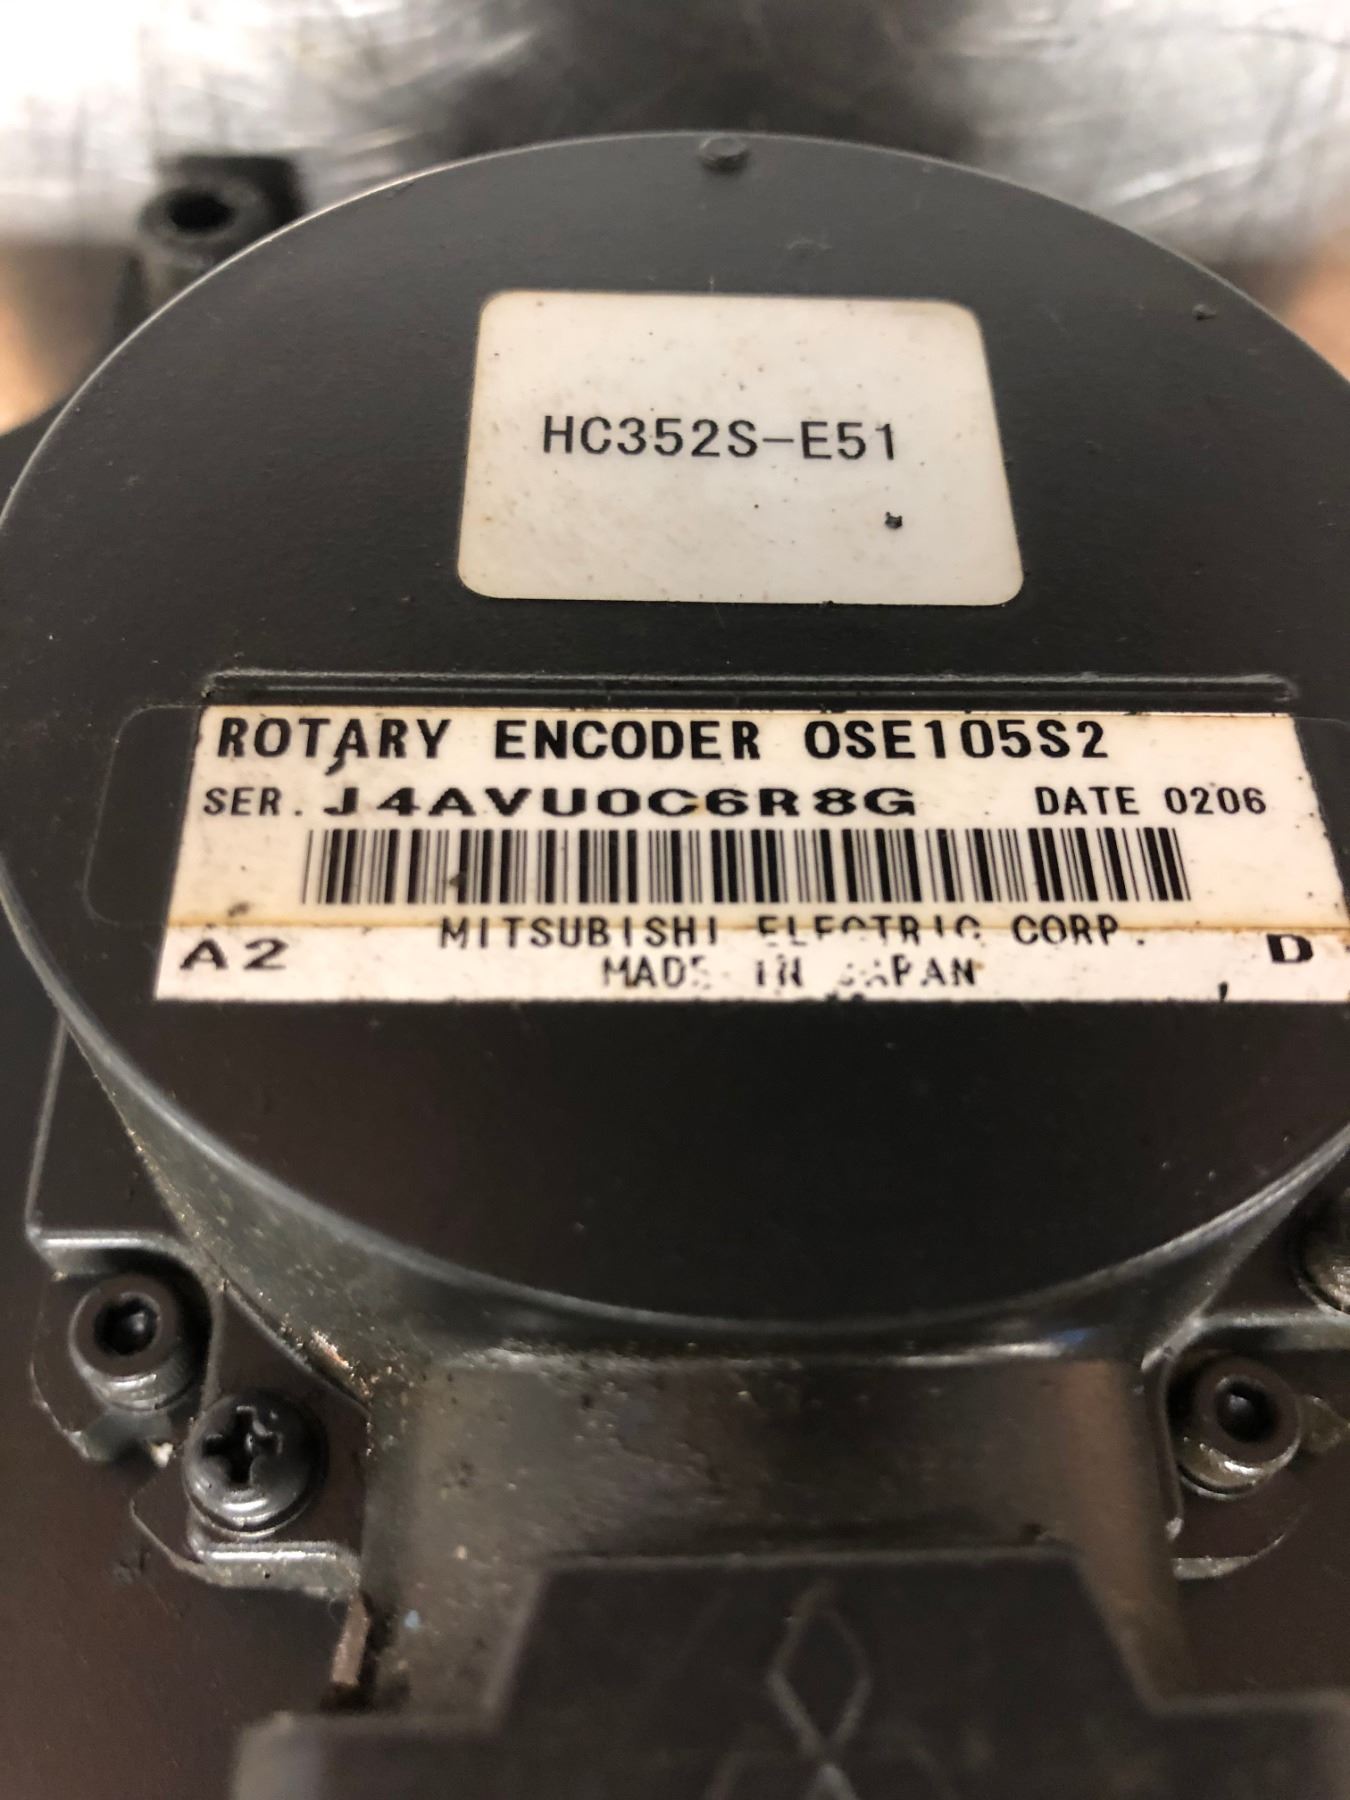 HC352S-E51
ROTARY ENCODER OSE105S2
SER. J4AVU0C6R8G DATE 0206
MITSUBISHI ELECTRIC CORP.
A2 MADE IN JAPAN D